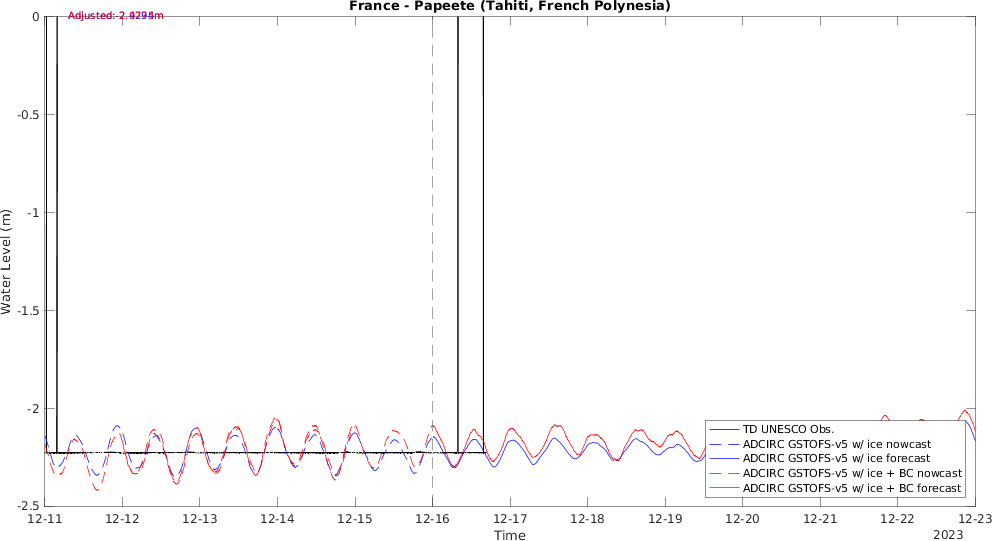 France - Papeete (Tahiti, French Polynesia)
Adjusted:
0
-0.5
-1
-1.5
-2
-2.5
Water Level (m)
TD UNESCO Obs.
ADCIRC GSTOFS-v5 w/ ice nowcast
ADCIRC GSTOFS-v5 w/ ice forecast
ADCIRC GSTOFS-v5 w/ ice + BC nowcast
ADCIRC GSTOFS-v5 w/ ice + BC forecast
12-11 12-12 12-13 12-14 12-15 12-16 12-17 12-18 12-19 12-20 12-21 12-22 12-23
Time
2023